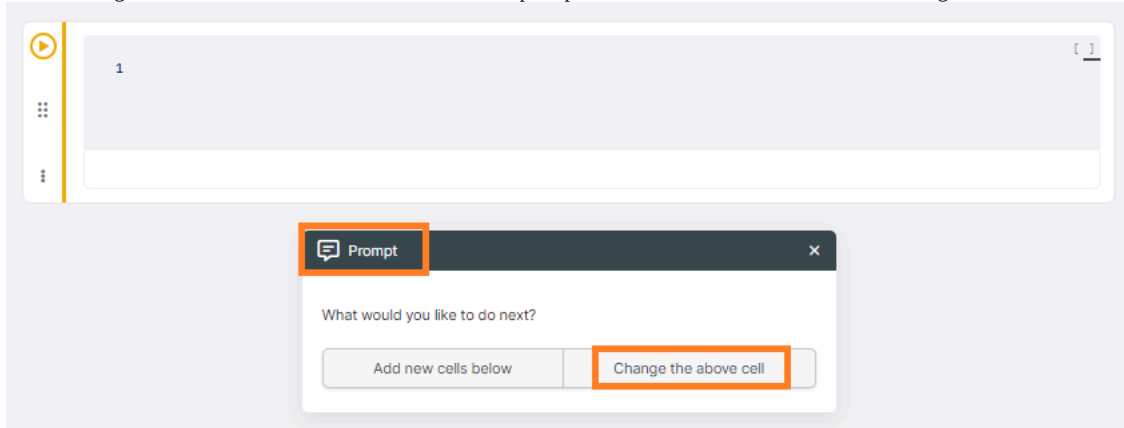 [ ]
1
Prompt
×
What would you like to do next?
Add new cells below
Change the above cell